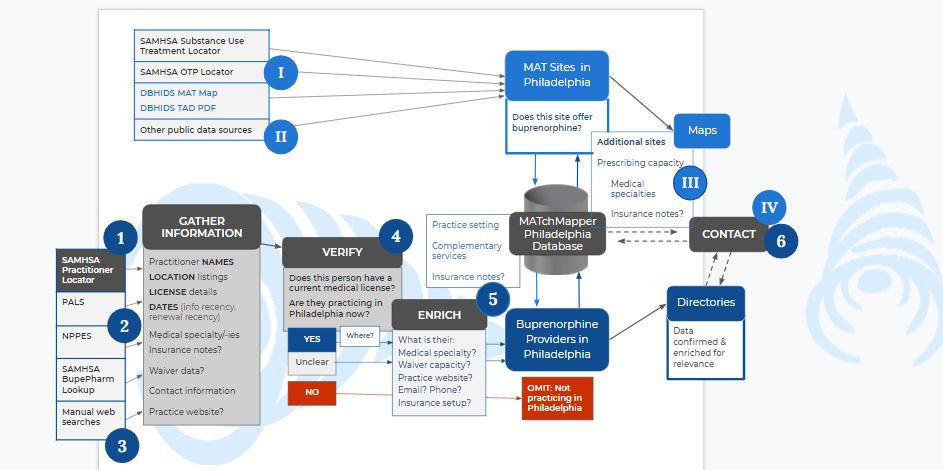 SAMHSA Substance Use
Treatment Locator
SAMHSA OTP Locator
I
DBHIDS MAT Map
DBHIDS TAD PDF
Other public data sources
II
MAT Sites in
Philadelphia
Does this site offer
buprenorphine?
Maps
Additional sites
Prescribing capacity
Medical
specialties
Insurance notes?
III
IV
CONTACT
6
MATchMapper
Philadelphia
Database
Practice setting
Complementary
services
Insurance notes?
1
SAMHSA
Practitioner
Locator
PALS
2
NPPES
SAMHSA
BupePharm
Lookup
Manual web
searches
3
GATHER
INFORMATION
Practitioner NAMES
LOCATION listings
LICENSE details
DATES (info recency,
renewal recency)
Medical specialty/-ies
Insurance notes?
Waiver data?
Contact information
Practice website?
4
VERIFY
Does this person have a
current medical license?
Are they practicing in
Philadelphia now?
YES
Where?
Unclear
NO
5
ENRICH
What is their:
Medical specialty?
Waiver capacity?
Practice website?
Email? Phone?
Insurance setup?
Buprenorphine
Providers in
Philadelphia
OMIT: Not
practicing in
Philadelphia
Directories
Data
confirmed &
enriched for
relevance